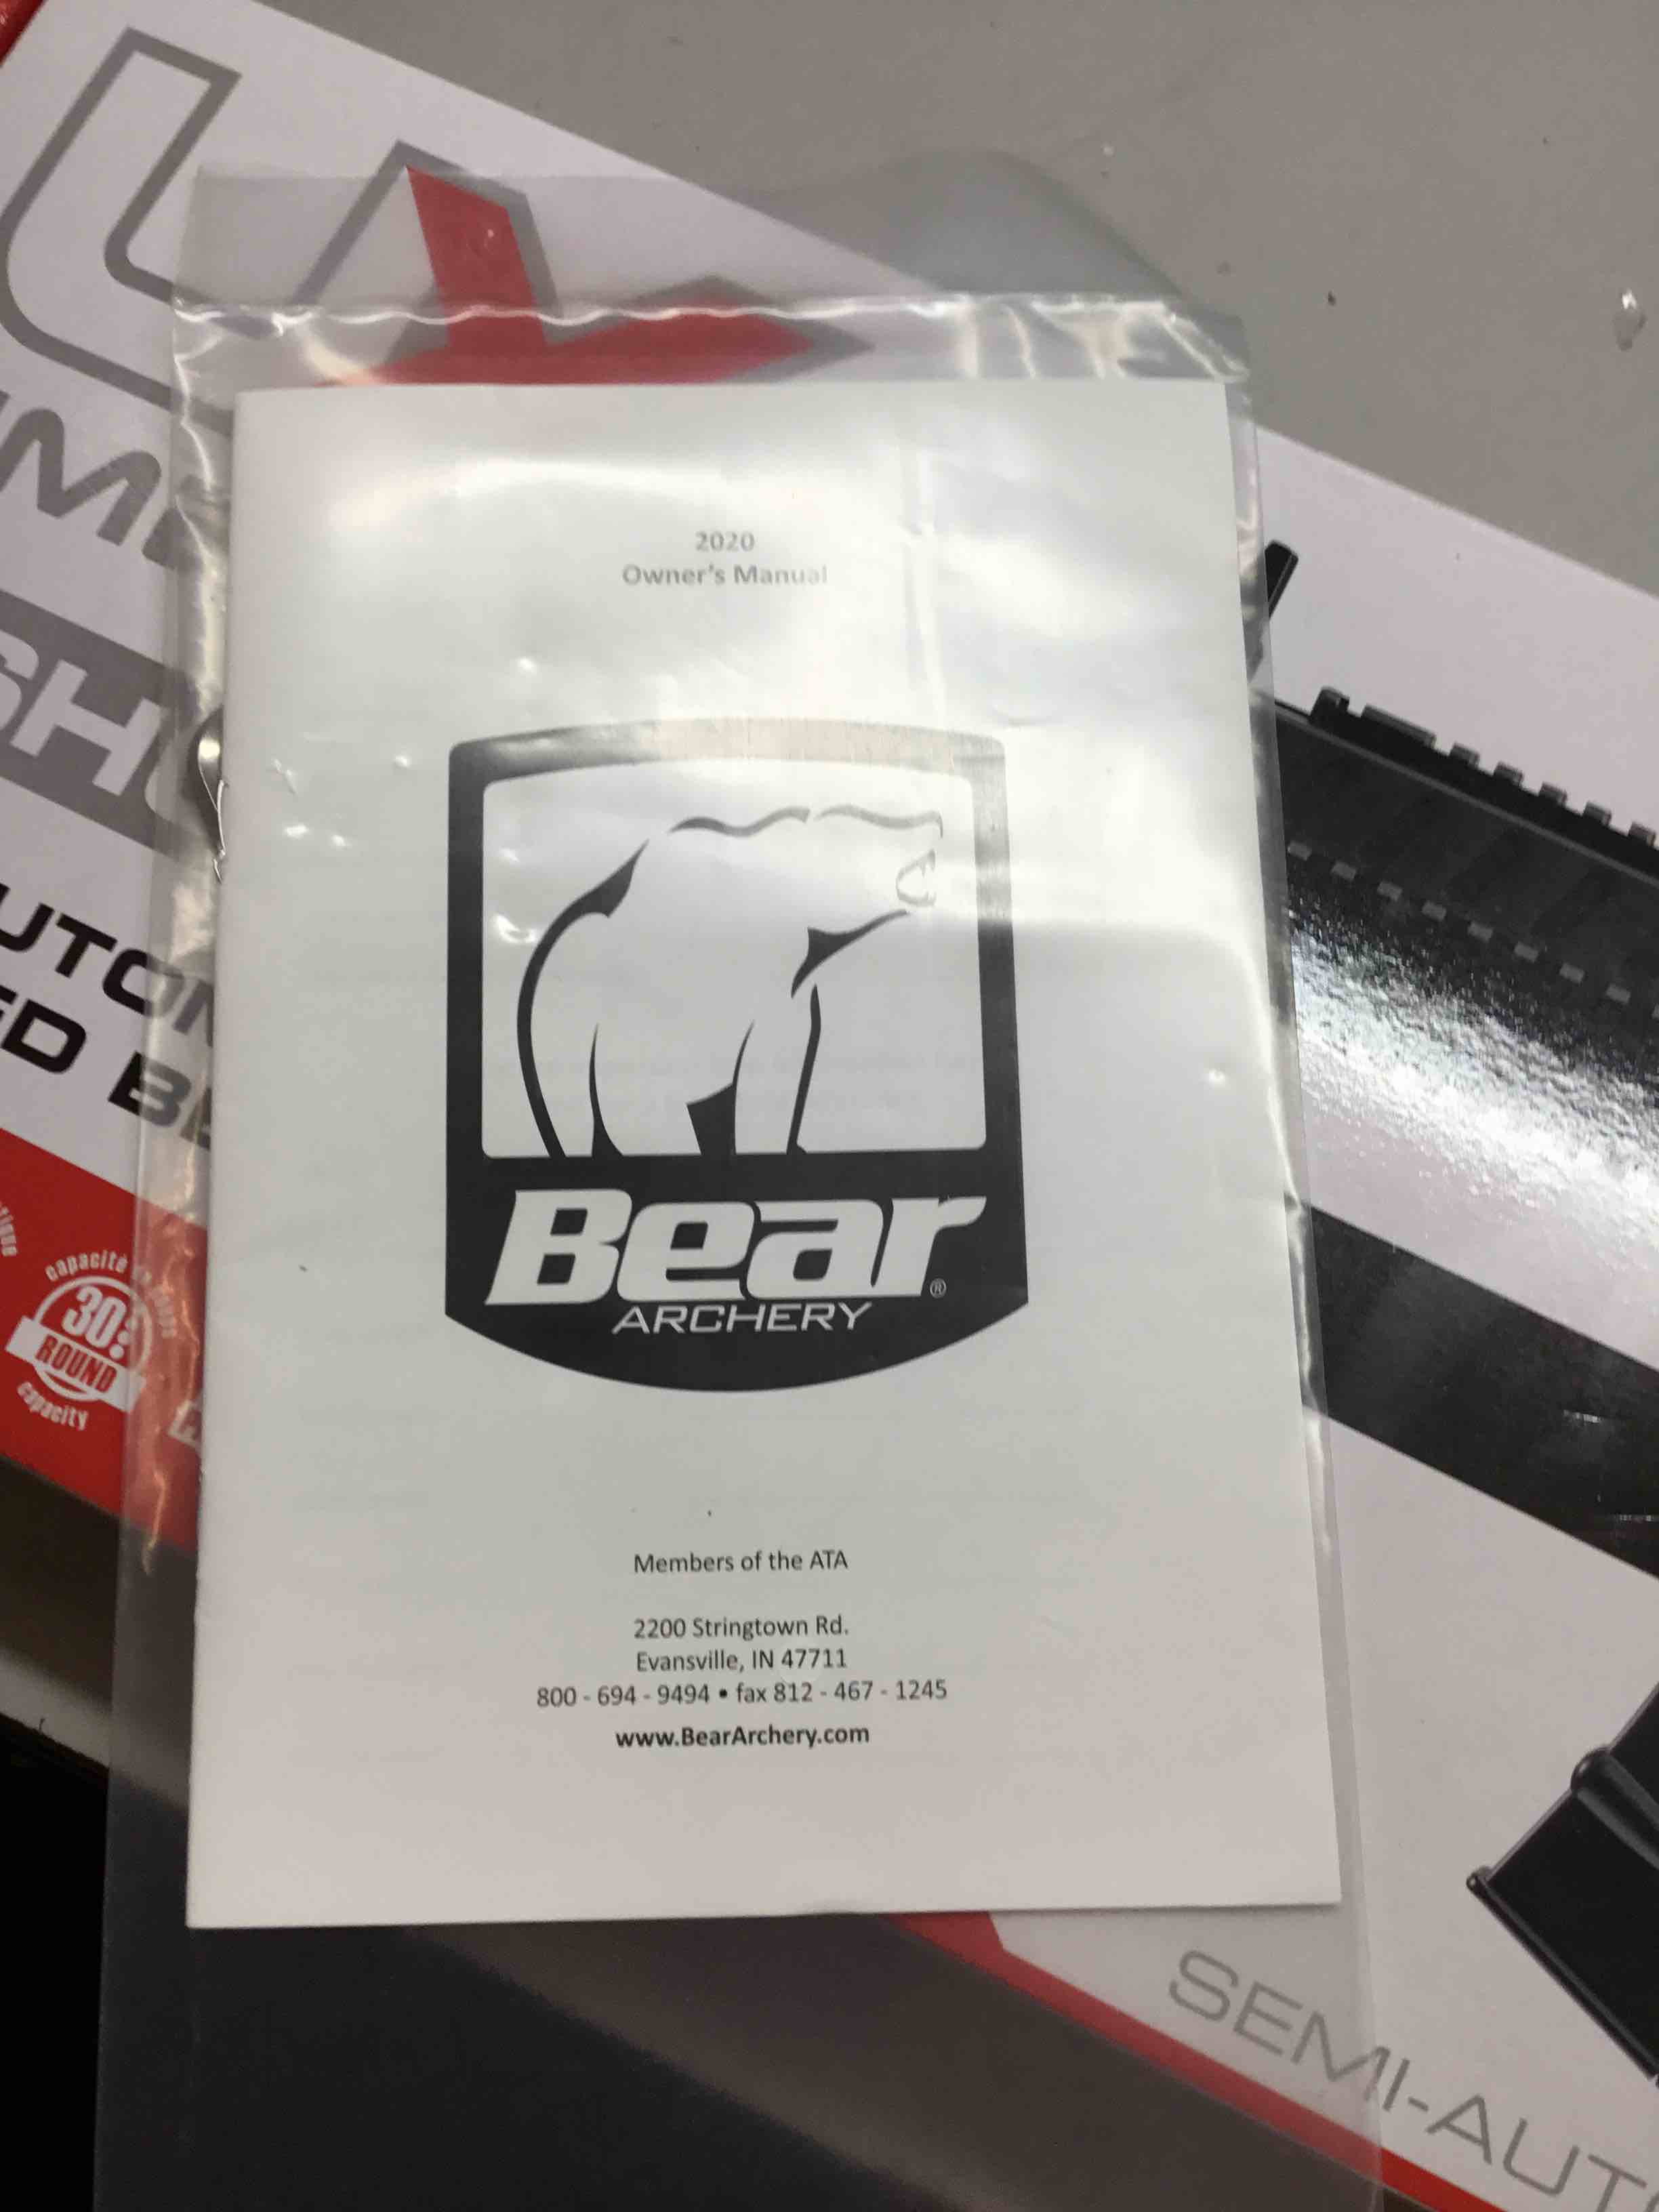 2020
Owner's Manual
Bear®
ARCHERY
Members of the ATA
2200 Stringtown Rd.
Evansville, IN 47711
800 - 694 - 9494 • fax 812 - 467 - 1245
www.BearArchery.com
capacité
30
ROUND
capacity
SEMI-AUT